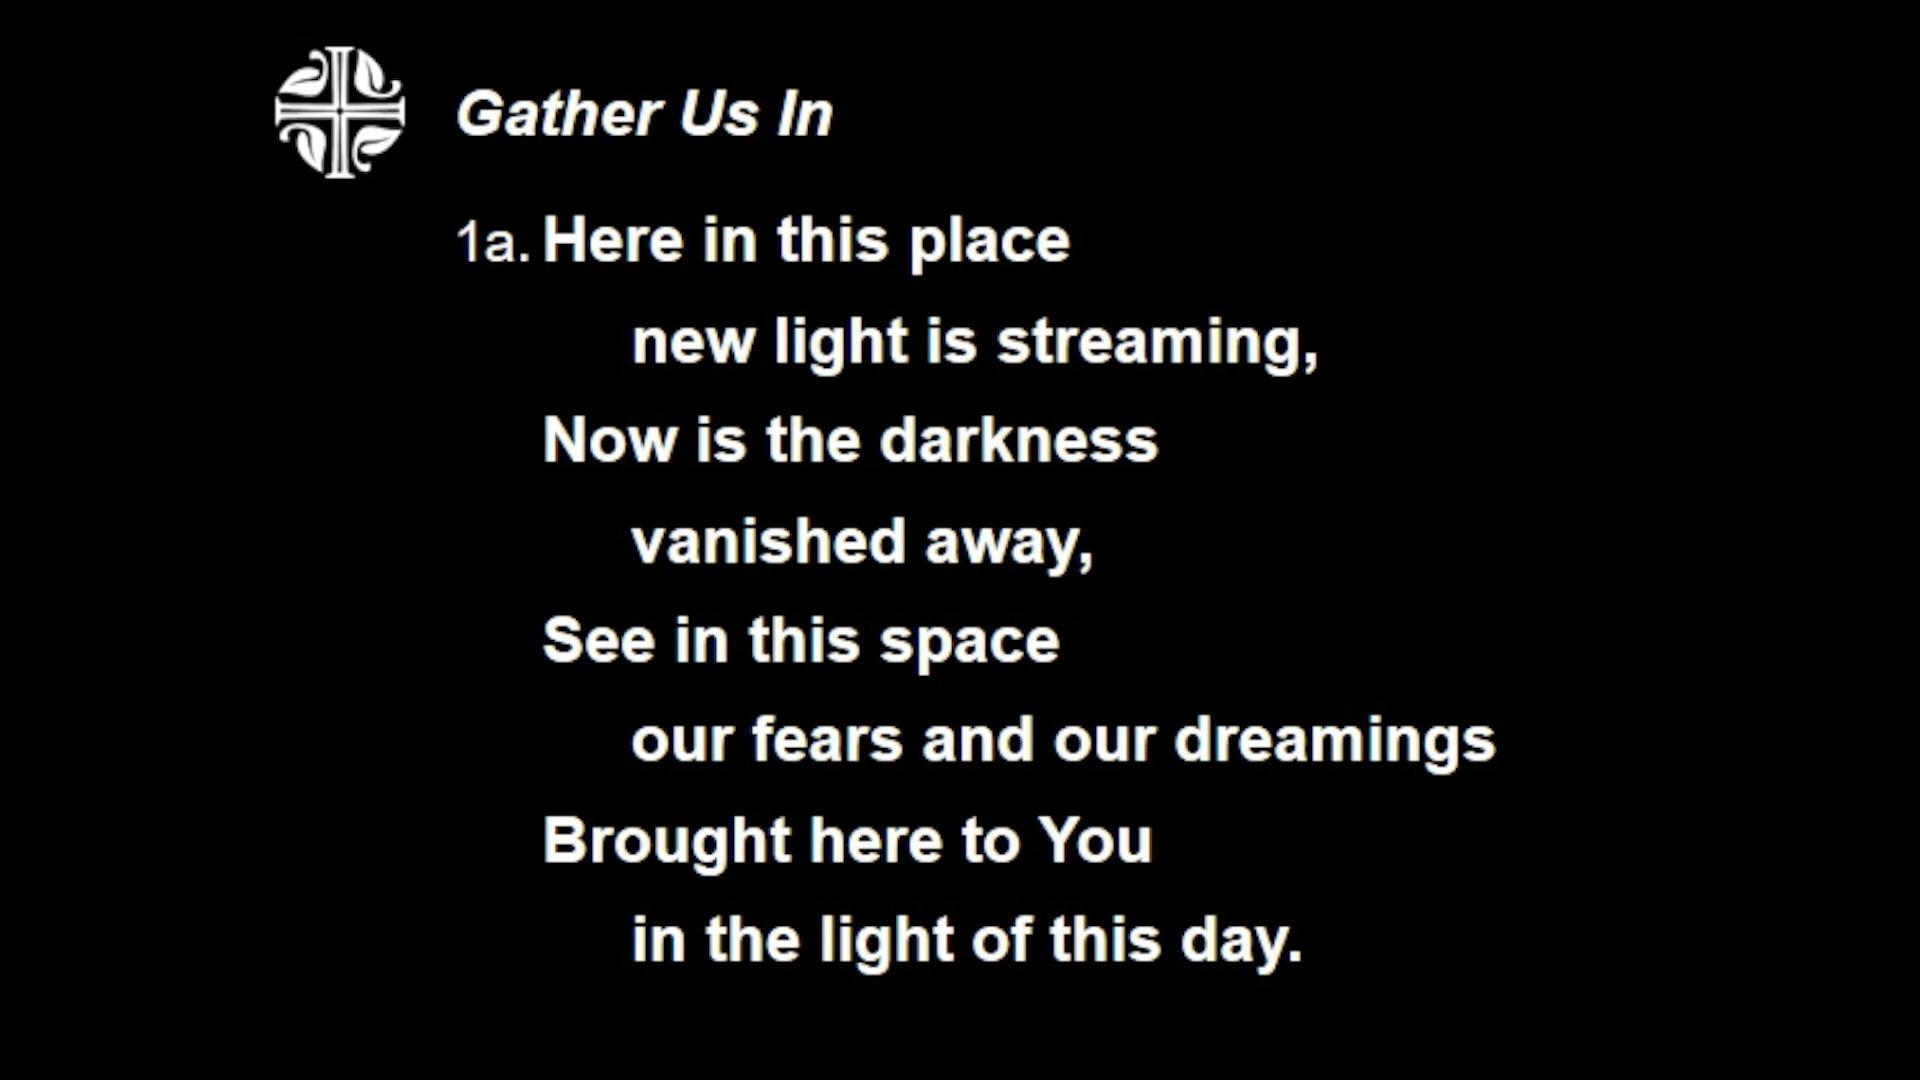 Gather Us In
1a. Here in this place
new light is streaming,
Now is the darkness
vanished away,
See in this space
our fears and our dreamings
Brought here to You
in the light of this day.